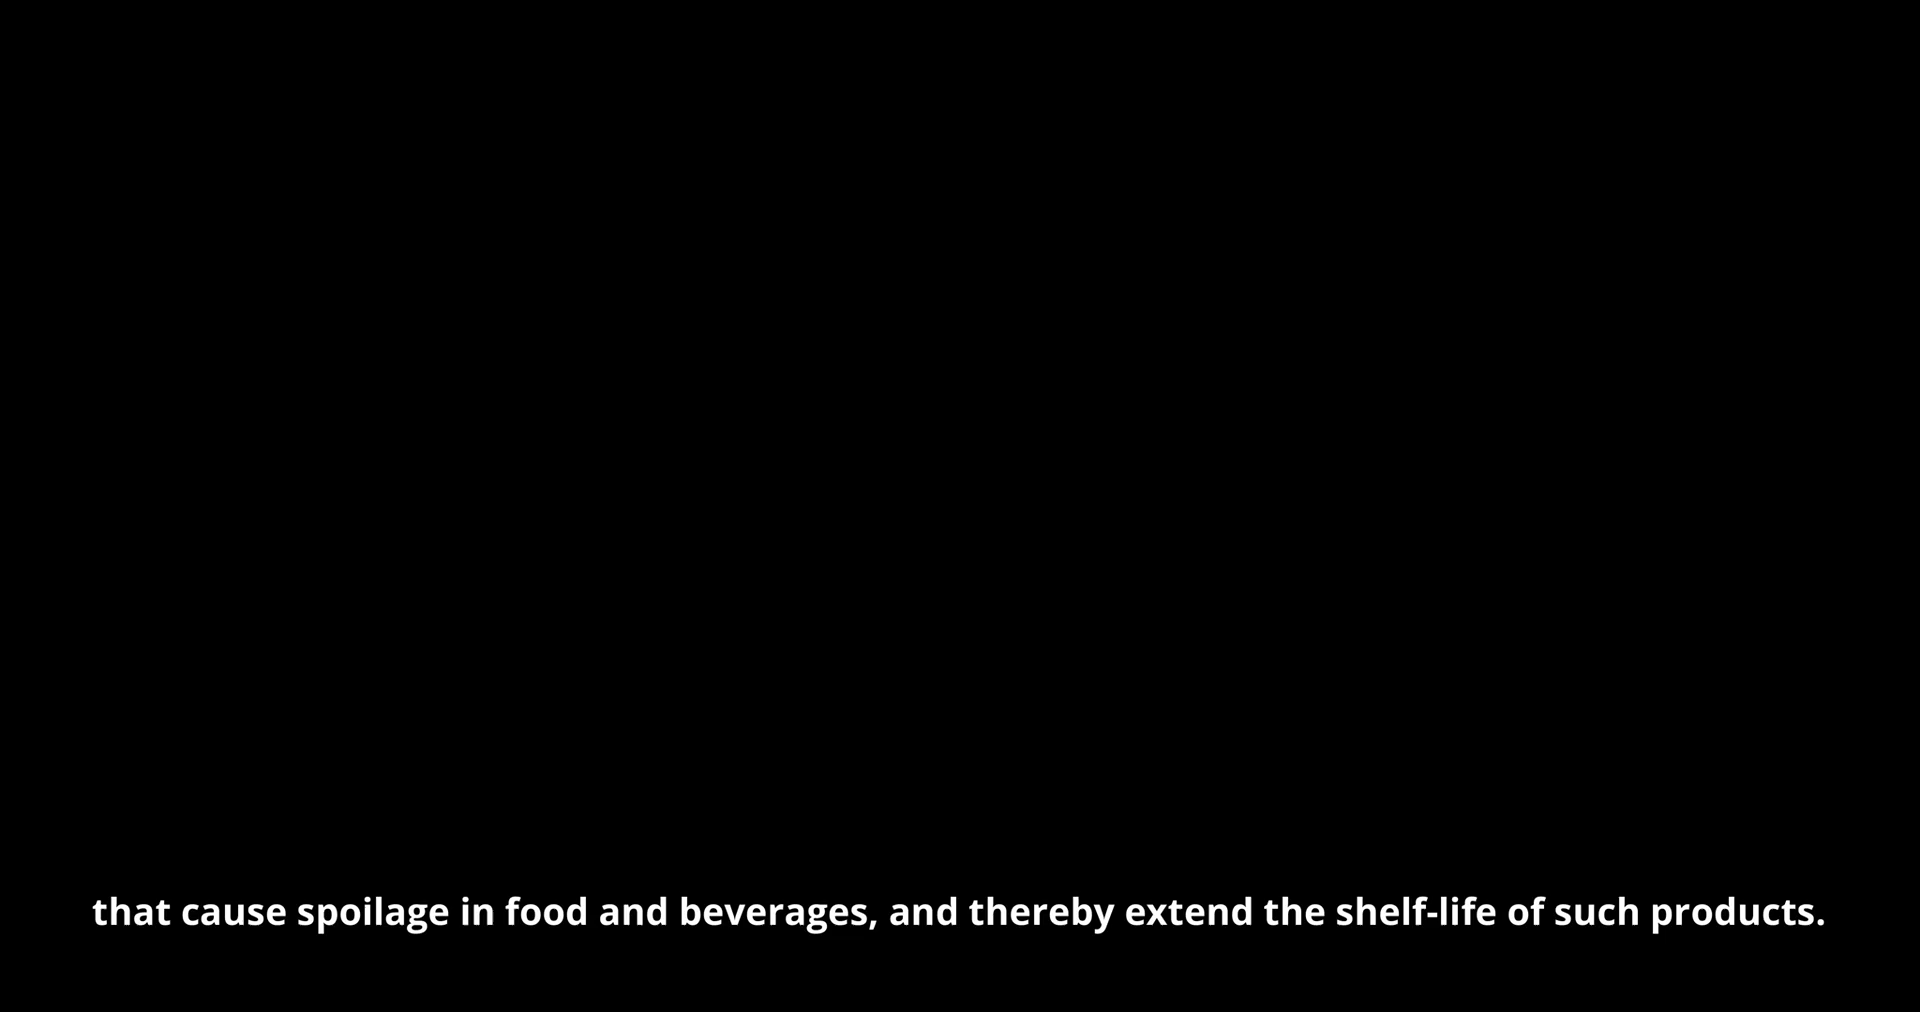 that cause spoilage in food and beverages, and thereby extend the shelf-life of such products.